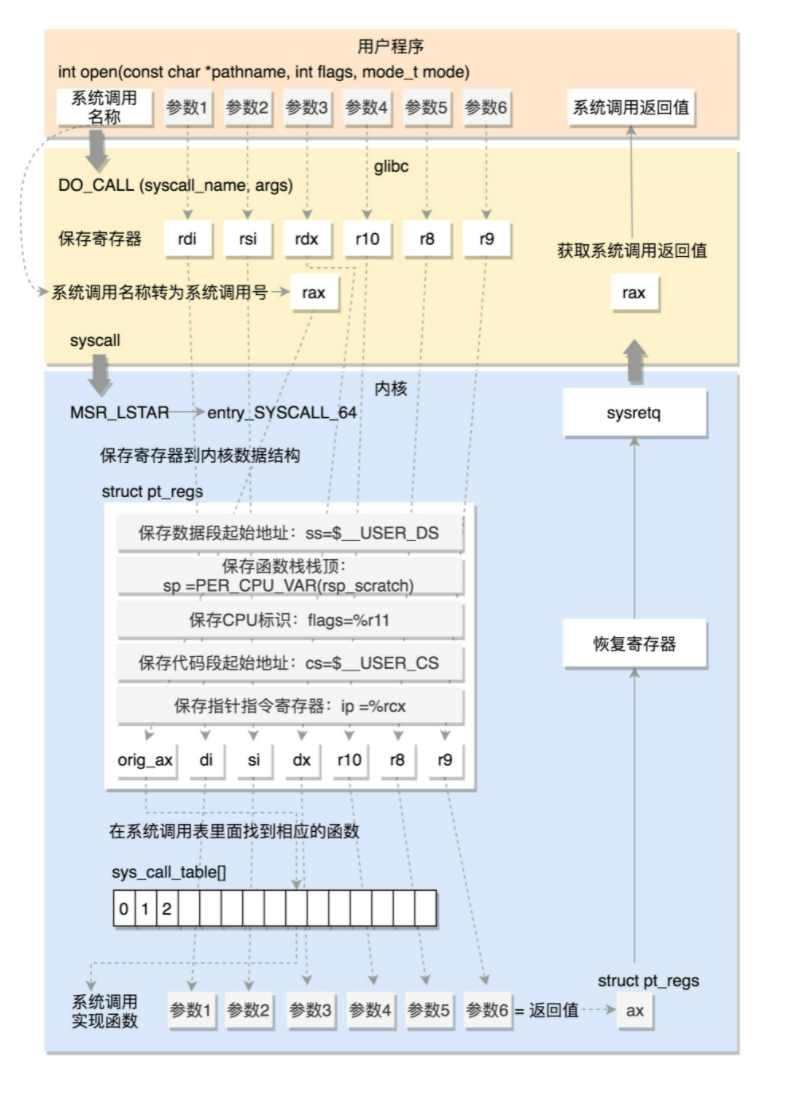 用户程序
int open(const char *pathname, int flags, mode_t mode)
系统调用
名称
参数1
参数2
参数3
参数4
参数5
参数6
系统调用返回值
glibc
DO_CALL (syscall_name, args)
保存寄存器
rdi
rsi
rdx
r10
r8
r9
获取系统调用返回值
系统调用名称转为系统调用号
rax
rax
syscall
内核
MSR_LSTAR
entry_SYSCALL_64
sysretq
保存寄存器到内核数据结构
struct pt_regs
保存数据段起始地址：ss=$__USER_DS
保存函数栈栈顶：
sp =PER_CPU_VAR(rsp_scratch)
保存CPU标识：flags=%r11
保存代码段起始地址：cs=$__USER_CS
保存指针指令寄存器：ip =%rcx
恢复寄存器
orig_ax
di
si
dx
r10
r8
r9
在系统调用表里面找到相应的函数
sys_call_table[]
0 1 2
系统调用
实现函数
参数1
参数2
参数3
参数4
参数5
参数6
= 返回值
struct pt_regs
ax